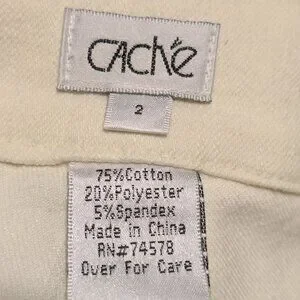 CAChé
2
75%Cotton
20%Polyester
5%Spandex
Made in China
RN#74578
Over For Care